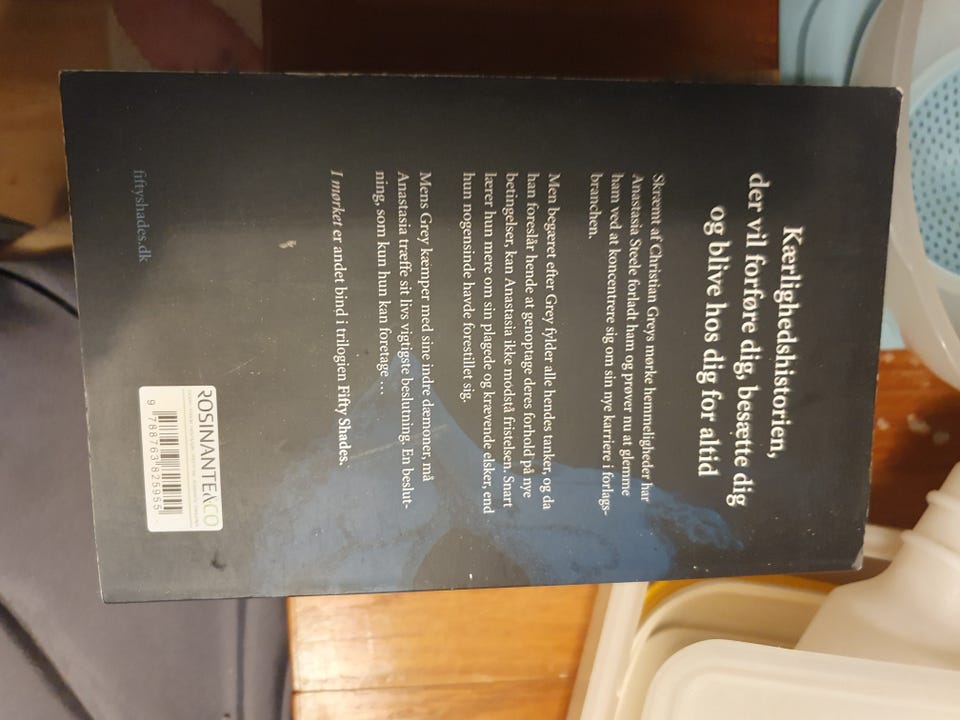 Kærlighedshistorien,
der vil forføre dig, besætte dig
og blive hos dig for altid
Skræmt af Christian Greys mørke hemmeligheder har
Anastasia Steele forladt ham og prøver nu at glemme
ham ved at koncentrere sig om sin nye karriere i forlags-
branchen.
Men begæret efter Grey fylder alle hendes tanker, og da
han foreslår hende at genoptage deres forhold på nye
betingelser, kan Anastasia ikke modstå fristelsen. Snart
lærer hun mere om sin plagede og krævende elsker, end
hun nogensinde havde forestillet sig.
Mens Grey kæmper med sine indre dæmoner, må
Anastasia træffe sit livs vigtigste beslutning. En beslut-
ning, som kun hun kan foretage …
I mørket er andet bind i trilogien Fifty Shades.
fiftyshades.dk
ROSINANTE&CO
9 788763 825955